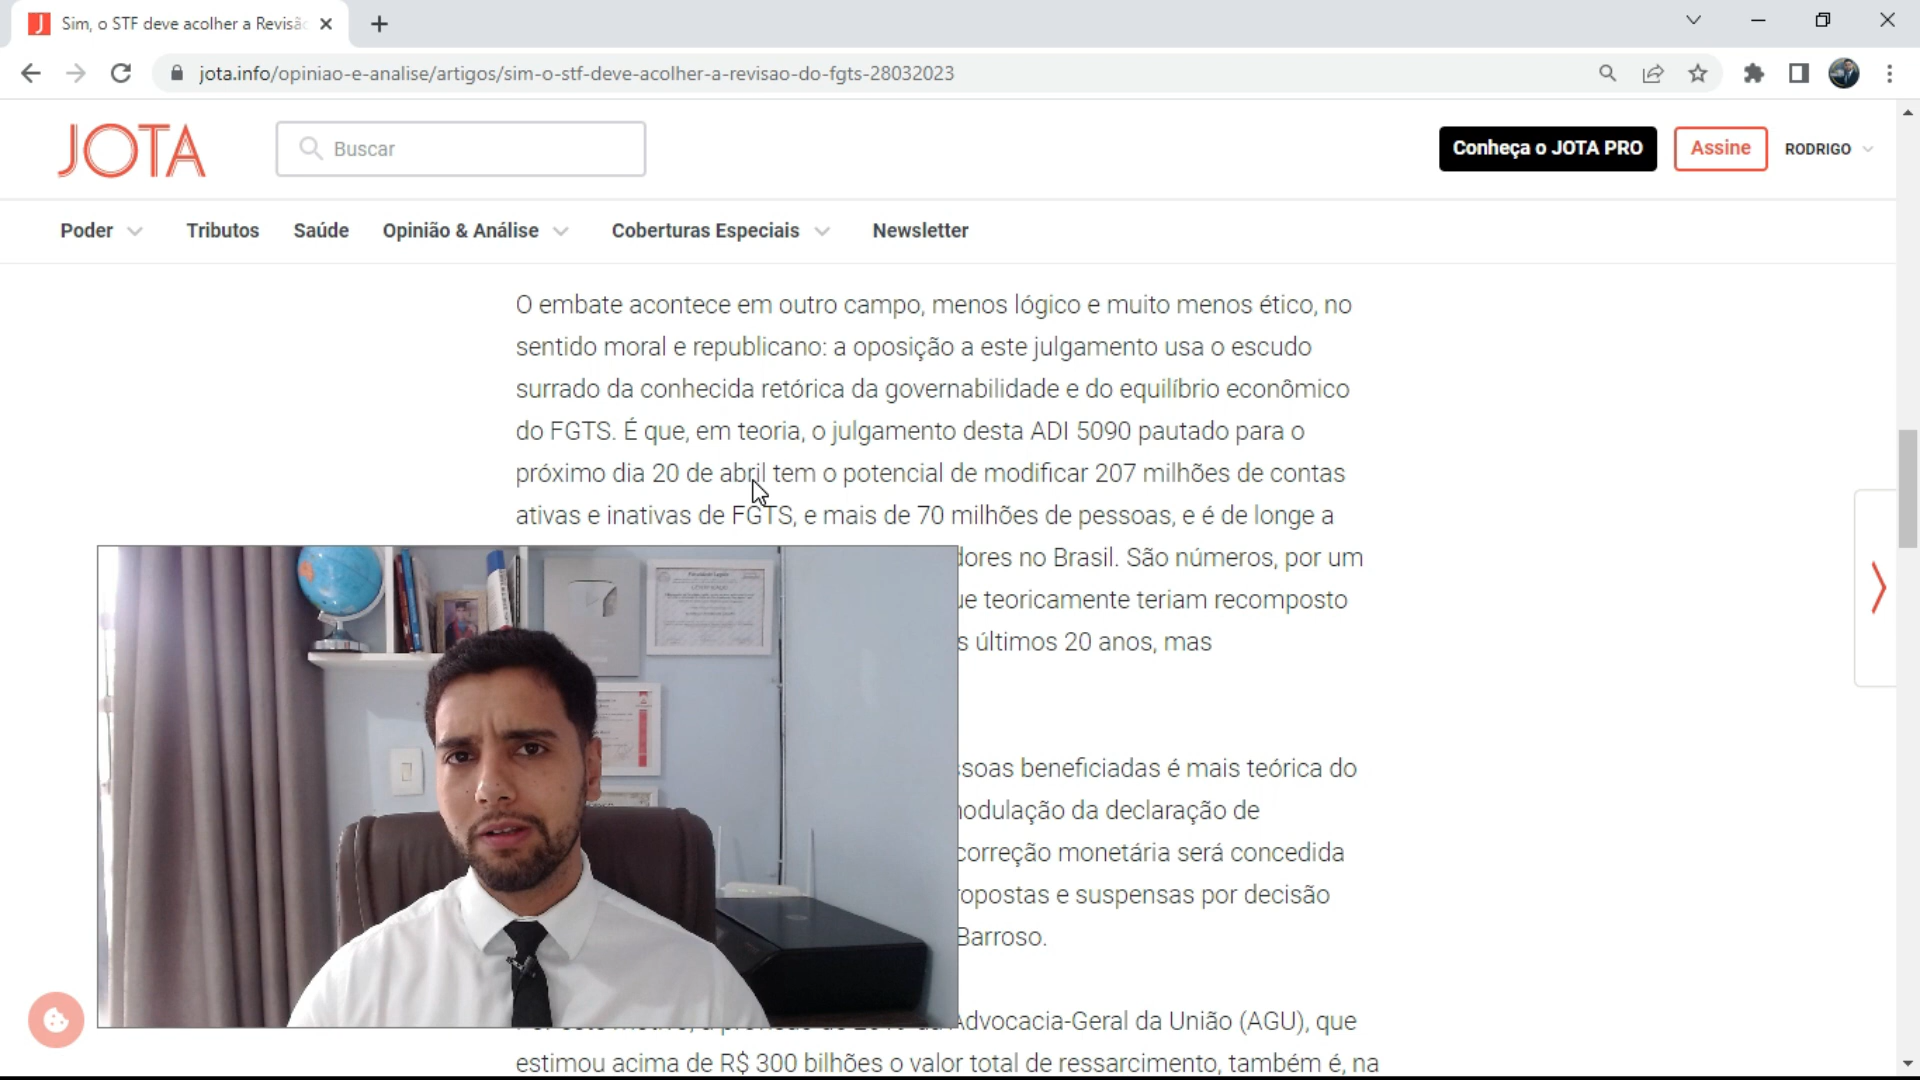 Sim, o STF deve acolher a Revisão
jota.info/opiniao-e-analise/artigos/sim-o-stf-deve-acolher-a-revisao-do-fgts-28032023
JOTA
Buscar
Conheça o JOTA PRO
Assine
RODRIGO
Poder
Tributos
Saúde
Opinião & Análise
Coberturas Especiais
Newsletter
O embate acontece em outro campo, menos lógico e muito menos ético, no
sentido moral e republicano: a oposição a este julgamento usa o escudo
surrado da conhecida retórica da governabilidade e do equilíbrio econômico
do FGTS. É que, em teoria, o julgamento desta ADI 5090 pautado para o
próximo dia 20 de abril tem o potencial de modificar 207 milhões de contas
ativas e inativas de FGTS, e mais de 70 milhões de pessoas, e é de longe a
dores no Brasil. São números, por um
ue teoricamente teriam recomposto
s últimos 20 anos, mas
ssoas beneficiadas é mais teórica do
nodulação da declaração de
correção monetária será concedida
ropostas e suspensas por decisão
Barroso.
Advocacia-Geral da União (AGU), que
estimou acima de R$ 300 bilhões o valor total de ressarcimento, também é, na